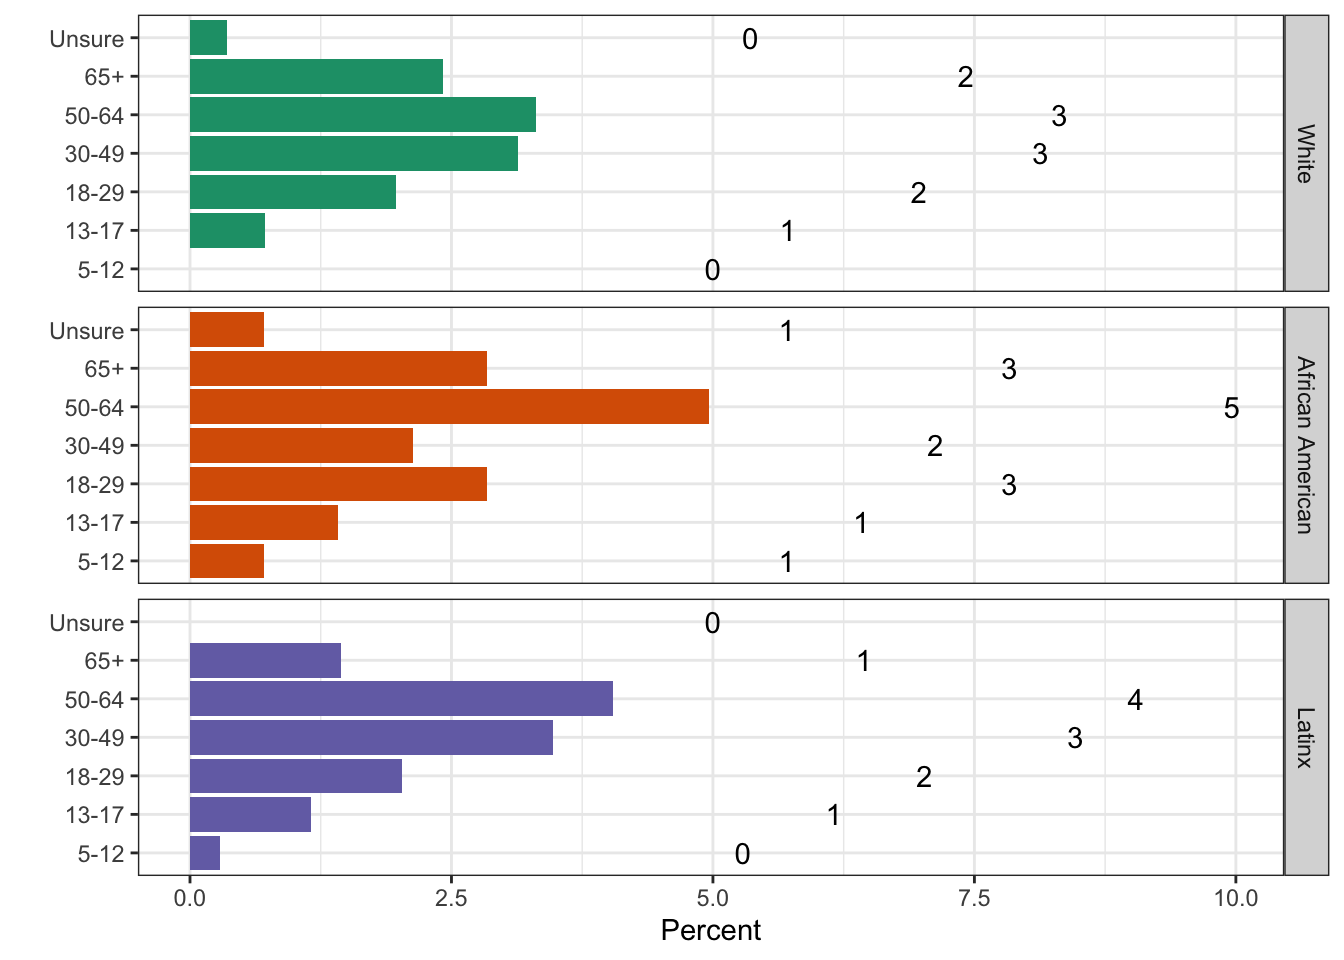 Unsure 0
65+ 2
50-64 3
30-49 3
18-29 2
13-17 1
5-12 0
White
Unsure 1
65+ 3
50-64 5
30-49 2
18-29 3
13-17 1
5-12 1
African American
Unsure 0
65+ 1
50-64 4
30-49 3
18-29 2
13-17 1
5-12 0
Latinx
0.0 2.5 5.0 7.5 10.0
Percent